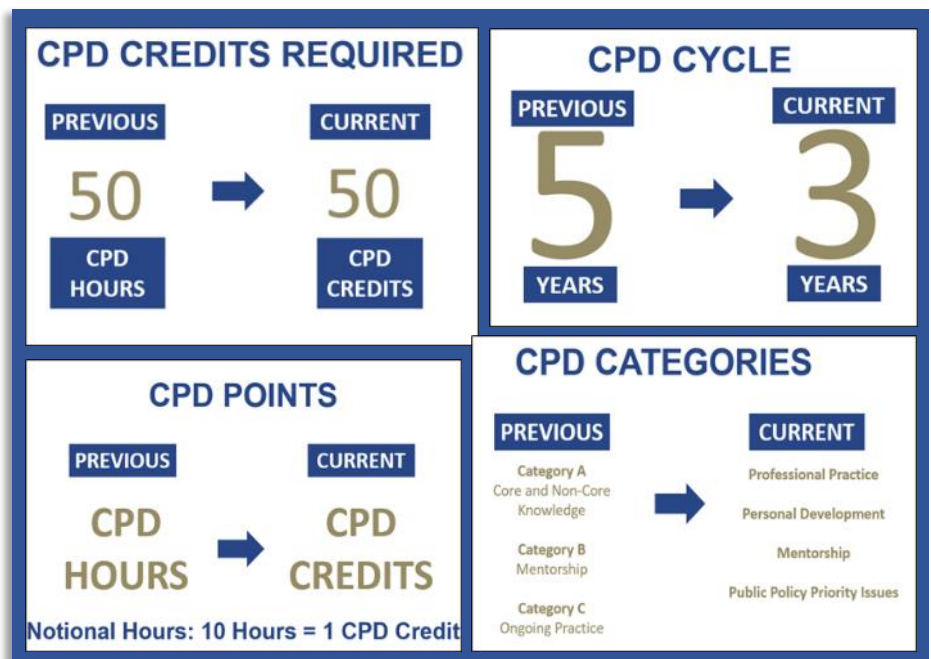 CPD CREDITS REQUIRED
PREVIOUS
CURRENT
50
50
CPD
HOURS
CPD
CREDITS
CPD CYCLE
PREVIOUS
CURRENT
5
3
YEARS
YEARS
CPD POINTS
PREVIOUS
CURRENT
CPD
HOURS
CPD
CREDITS
Notional Hours: 10 Hours = 1 CPD Credit
CPD CATEGORIES
PREVIOUS
Category A
Core and Non-Core
Knowledge
Category B
Mentorship
Category C
Ongoing Practice
CURRENT
Professional Practice
Personal Development
Mentorship
Public Policy Priority Issues